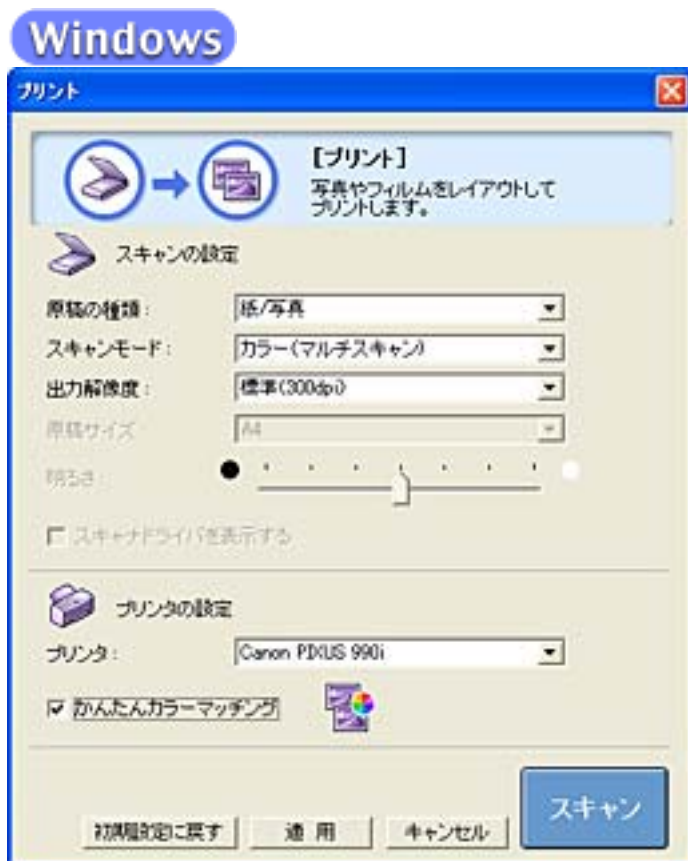 Windows
プリント
[プリント]
写真やフィルムをレイアウトして
プリントします。
スキャンの設定
原稿の種類: 紙/写真
スキャンモード: カラー(マルチスキャン)
出力解像度: 標準(300dpi)
原稿サイズ A4
明るさ:
スキャナドライバを表示する
プリンタの設定
プリンタ: Canon PIXUS 990i
かんたんカラーマッチング
スキャン
初期設定に戻す 適用 キャンセル